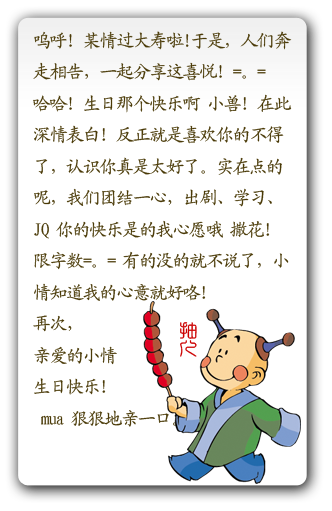 呜呼！某情过大寿啦!于是，人们奔
走相告，一起分享这喜悦！=。=
哈哈！生日那个快乐啊 小兽！在此
深情表白！反正就是喜欢你的不得
了，认识你真是太好了。实在点的
呢，我们团结一心，出剧、学习、
JQ 你的快乐是的我心愿哦 撒花！
限字数=。= 有的没的就不说了，小
情知道我的心意就好咯！
再次，
亲爱的小情
生日快乐！
mua 狠狠地亲一口